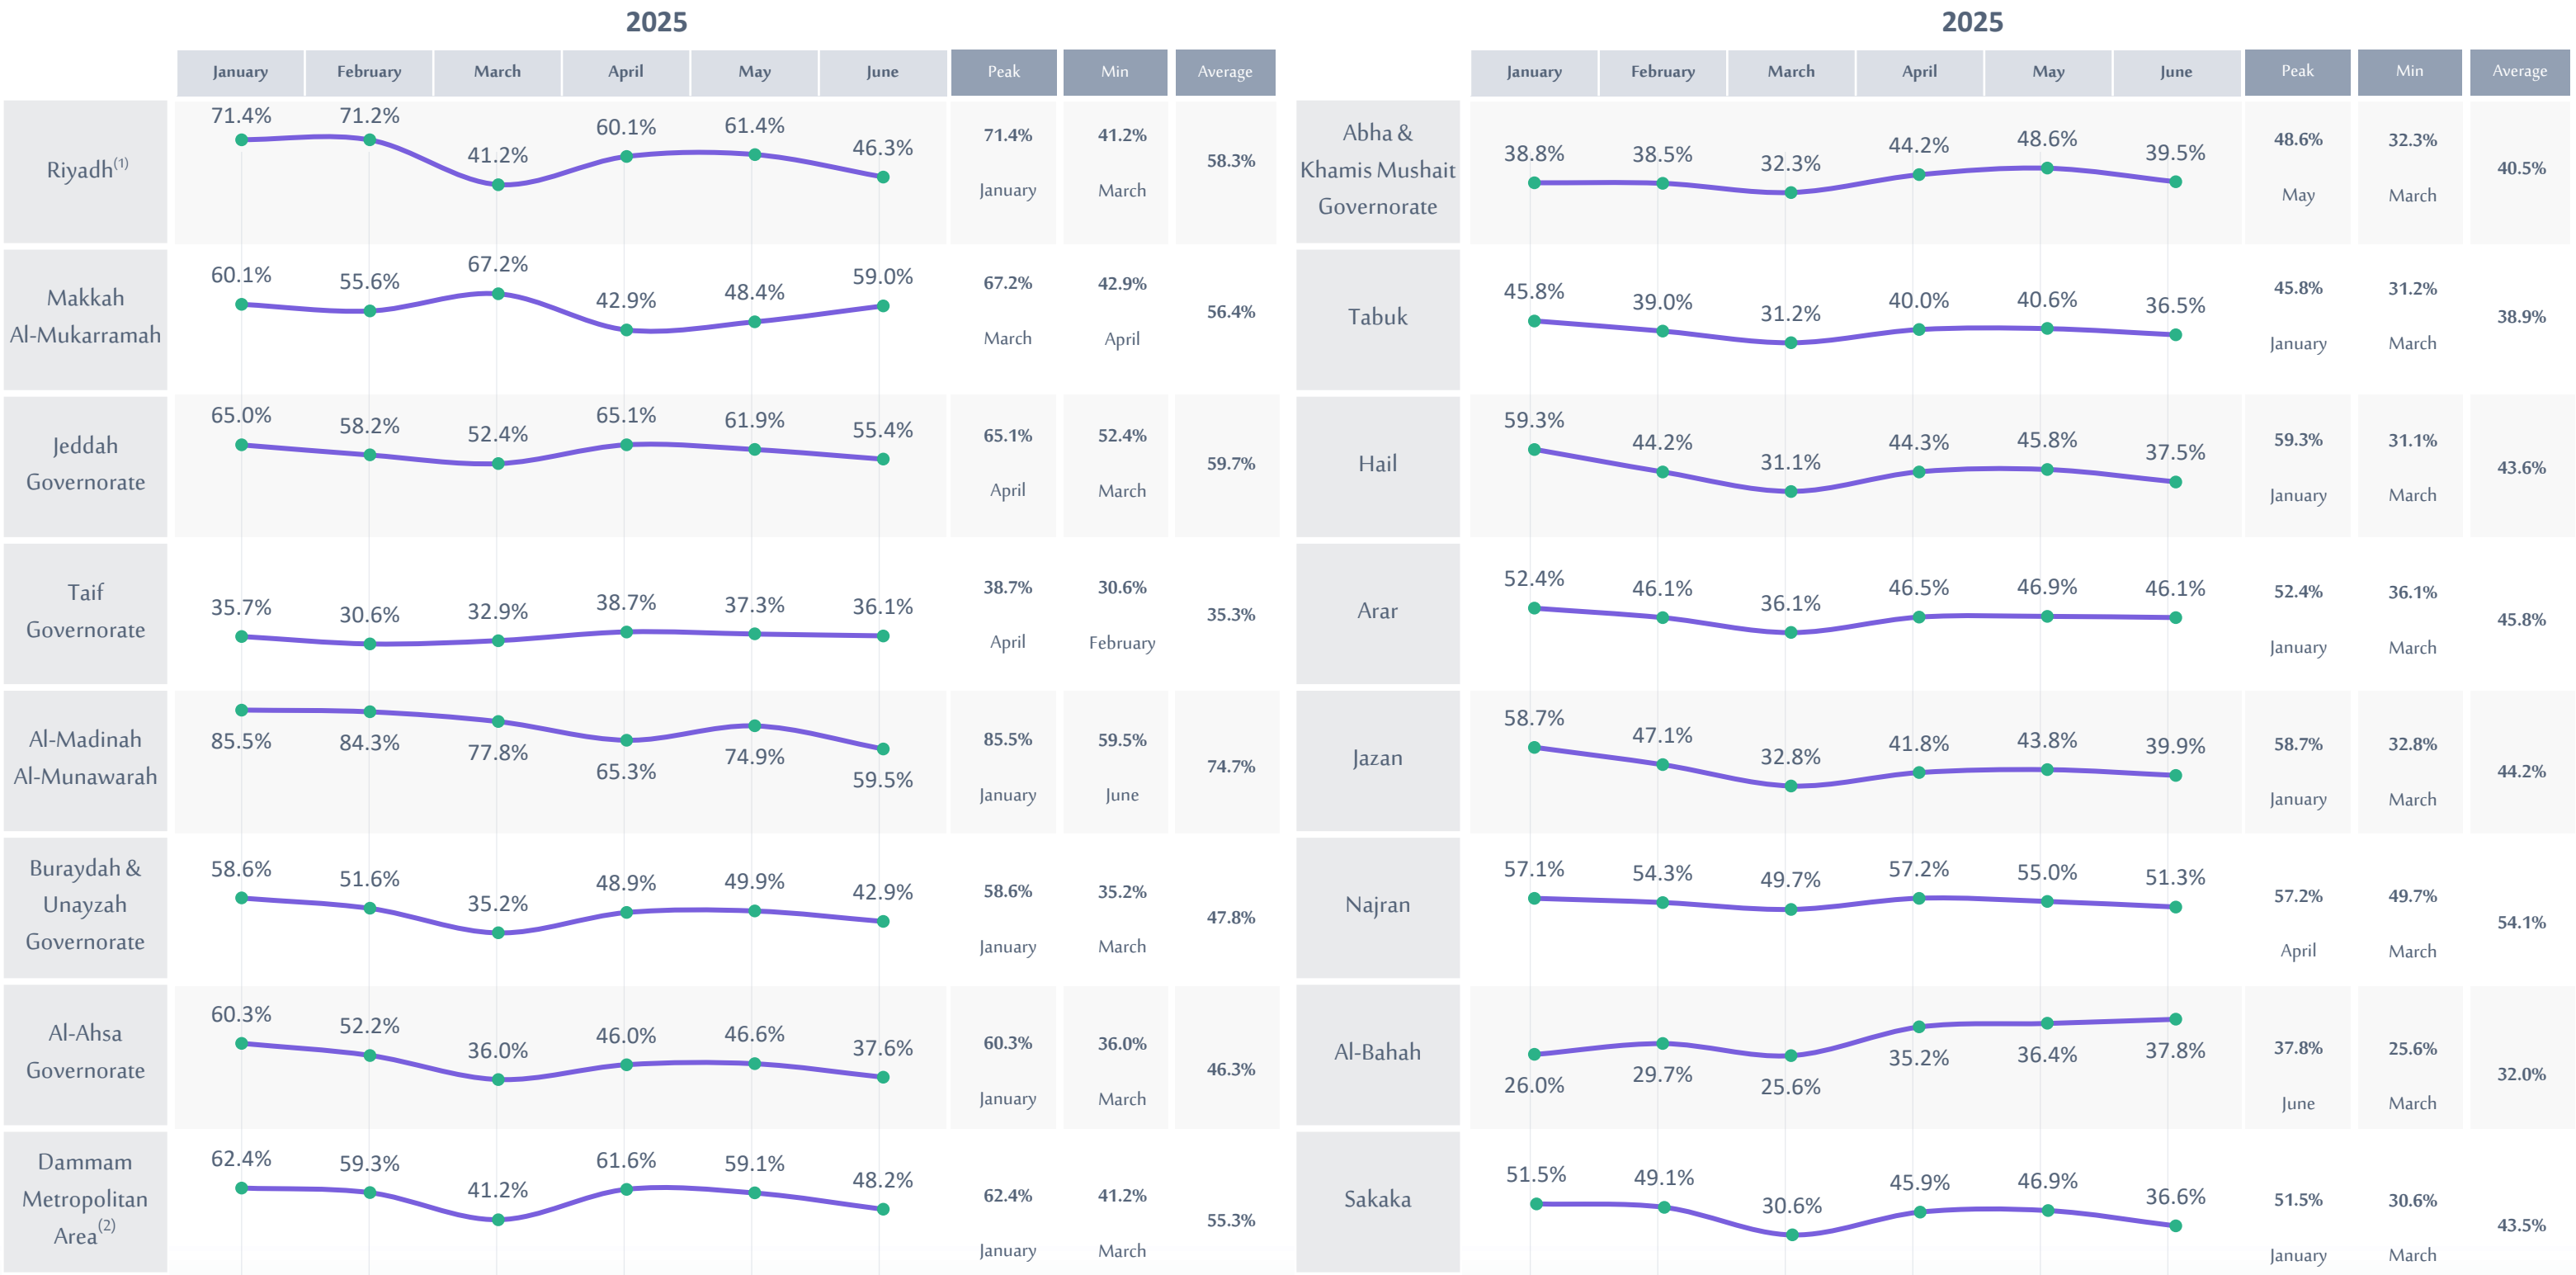 2025
January February March April May June Peak Min Average
Riyadh(1)
71.4% 71.2% 41.2% 60.1% 61.4% 46.3%
71.4% 41.2%
January March
58.3%
Makkah
Al-Mukarramah
60.1% 55.6% 67.2% 42.9% 48.4% 59.0%
67.2% 42.9%
March April
56.4%
Jeddah
Governorate
65.0% 58.2% 52.4% 65.1% 61.9% 55.4%
65.1% 52.4%
April March
59.7%
Taif
Governorate
35.7% 30.6% 32.9% 38.7% 37.3% 36.1%
38.7% 30.6%
April February
35.3%
Al-Madinah
Al-Munawarah
85.5% 84.3% 77.8% 65.3% 74.9% 59.5%
85.5% 59.5%
January June
74.7%
Buraydah &
Unayzah
Governorate
58.6% 51.6% 35.2% 48.9% 49.9% 42.9%
58.6% 35.2%
January March
47.8%
Al-Ahsa
Governorate
60.3% 52.2% 36.0% 46.0% 46.6% 37.6%
60.3% 36.0%
January March
46.3%
Dammam
Metropolitan
Area(2)
62.4% 59.3% 41.2% 61.6% 59.1% 48.2%
62.4% 41.2%
January March
55.3%
2025
January February March April May June Peak Min Average
Abha &
Khamis Mushait
Governorate
38.8% 38.5% 32.3% 44.2% 48.6% 39.5%
48.6% 32.3%
May March
40.5%
Tabuk
45.8% 39.0% 31.2% 40.0% 40.6% 36.5%
45.8% 31.2%
January March
38.9%
Hail
59.3% 44.2% 31.1% 44.3% 45.8% 37.5%
59.3% 31.1%
January March
43.6%
Arar
52.4% 46.1% 36.1% 46.5% 46.9% 46.1%
52.4% 36.1%
January March
45.8%
Jazan
58.7% 47.1% 32.8% 41.8% 43.8% 39.9%
58.7% 32.8%
January March
44.2%
Najran
57.1% 54.3% 49.7% 57.2% 55.0% 51.3%
57.2% 49.7%
April March
54.1%
Al-Bahah
26.0% 29.7% 25.6% 35.2% 36.4% 37.8%
37.8% 25.6%
June March
32.0%
Sakaka
51.5% 49.1% 30.6% 45.9% 46.9% 36.6%
51.5% 30.6%
January March
43.5%